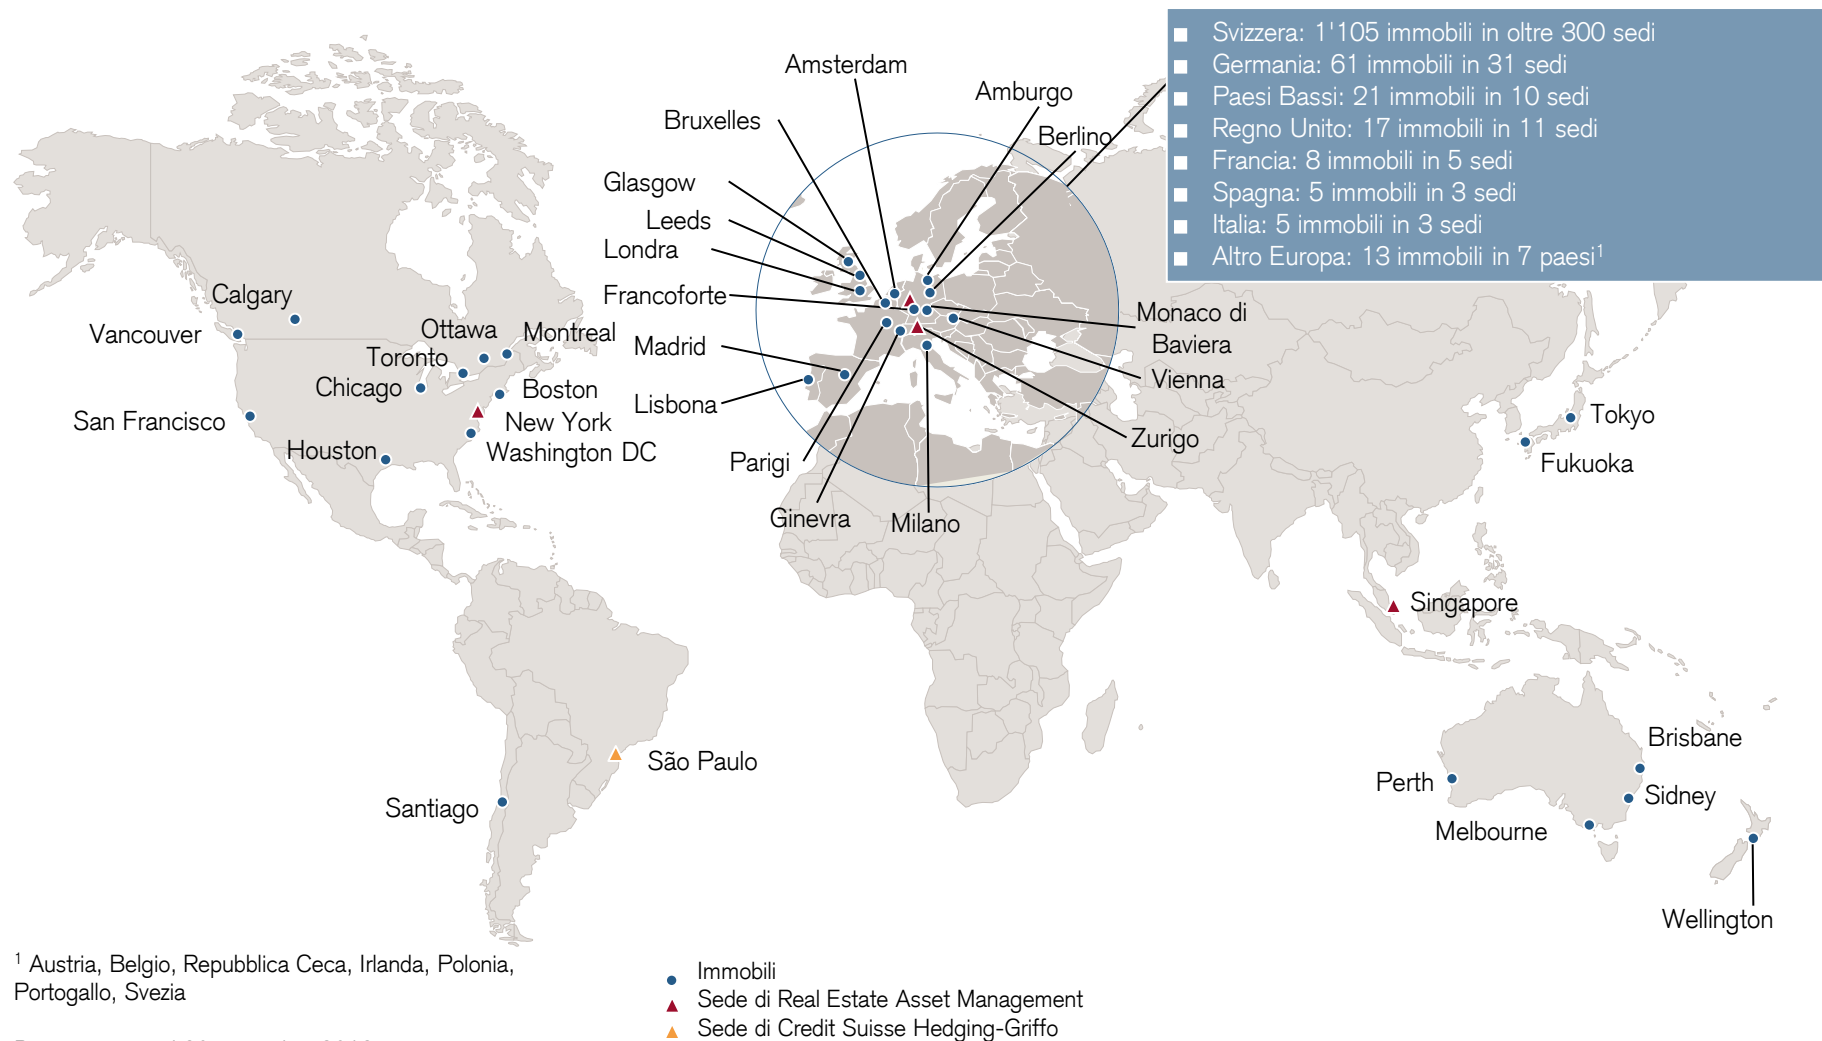 Svizzera: 1'105 immobili in oltre 300 sedi
Germania: 61 immobili in 31 sedi
Paesi Bassi: 21 immobili in 10 sedi
Regno Unito: 17 immobili in 11 sedi
Francia: 8 immobili in 5 sedi
Spagna: 5 immobili in 3 sedi
Italia: 5 immobili in 3 sedi
Altro Europa: 13 immobili in 7 paesi¹
Amsterdam
Amburgo
Bruxelles
Berlino
Glasgow
Leeds
Londra
Francoforte
Madrid
Lisbona
Parigi
Ginevra
Milano
Monaco di
Baviera
Vienna
Zurigo
Calgary
Vancouver
Ottawa
Montreal
Toronto
Chicago
Boston
San Francisco
New York
Houston
Washington DC
Tokyo
Fukuoka
Singapore
São Paulo
Santiago
Brisbane
Perth
Sidney
Melbourne
Wellington
¹ Austria, Belgio, Repubblica Ceca, Irlanda, Polonia,
Portogallo, Svezia
Immobili
Sede di Real Estate Asset Management
Sede di Credit Suisse Hedging-Griffo